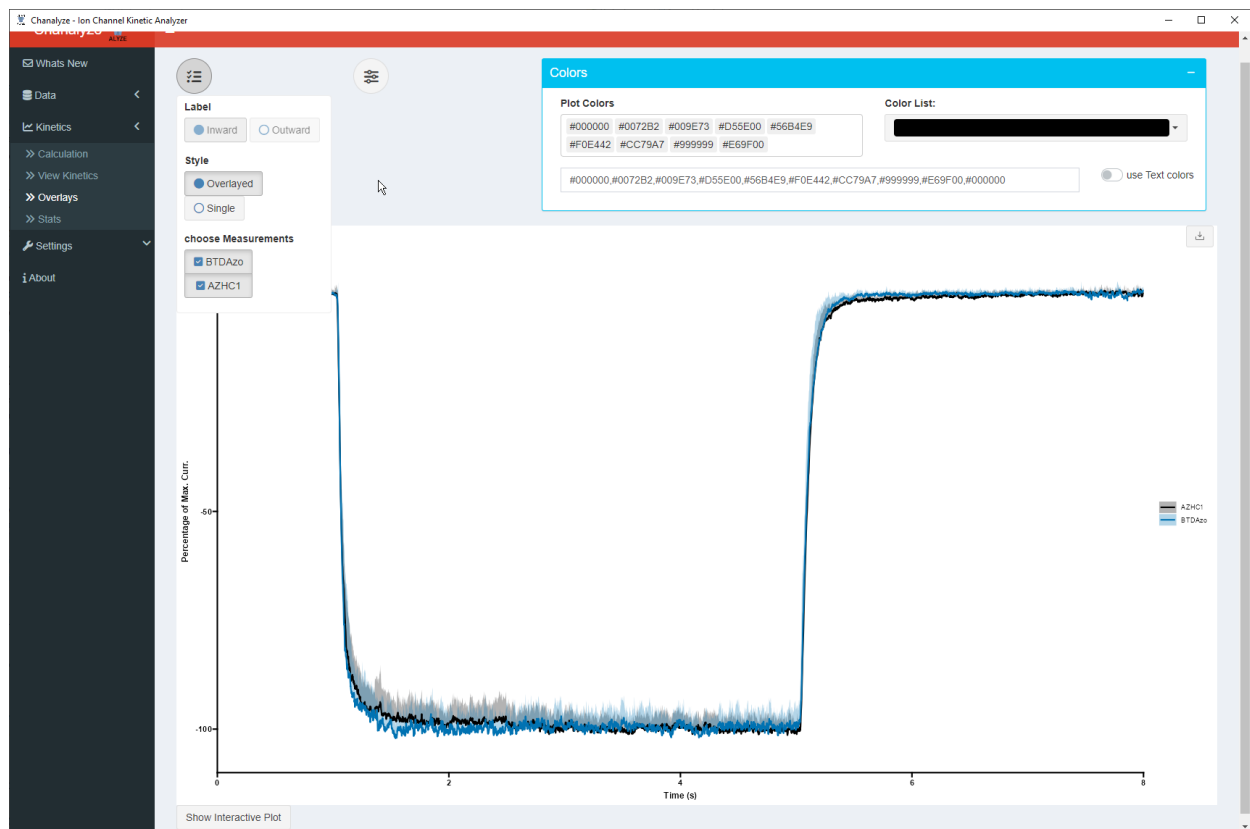 Chanalyze - Ion Channel Kinetic Analyzer
ALYZE
Whats New
Data
Kinetics
Calculation
View Kinetics
Overlays
Stats
Settings
About
Label
Inward Outward
Style
Overlayed
Single
choose Measurements
BTDAzo
AZHC1
Colors
Plot Colors
#000000 #0072B2 #009E73 #D55E00 #56B4E9
#F0E442 #CC79A7 #999999 #E69F00
Color List:
#000000,#0072B2,#009E73,#D55E00,#56B4E9,#F0E442,#CC79A7,#999999,#E69F00,#000000
use Text colors
Percentage of Max. Curr.
-50
-100
0 2 4 6 8
Time (s)
AZHC1
BTDAzo
Show Interactive Plot